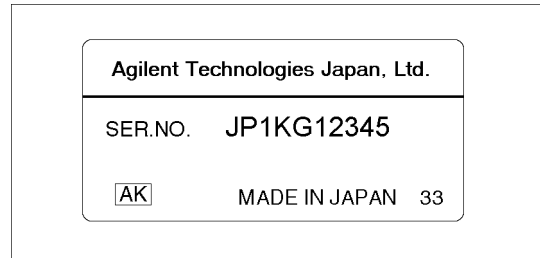 Agilent Technologies Japan, Ltd.
SER.NO. JP1KG12345
AK MADE IN JAPAN 33